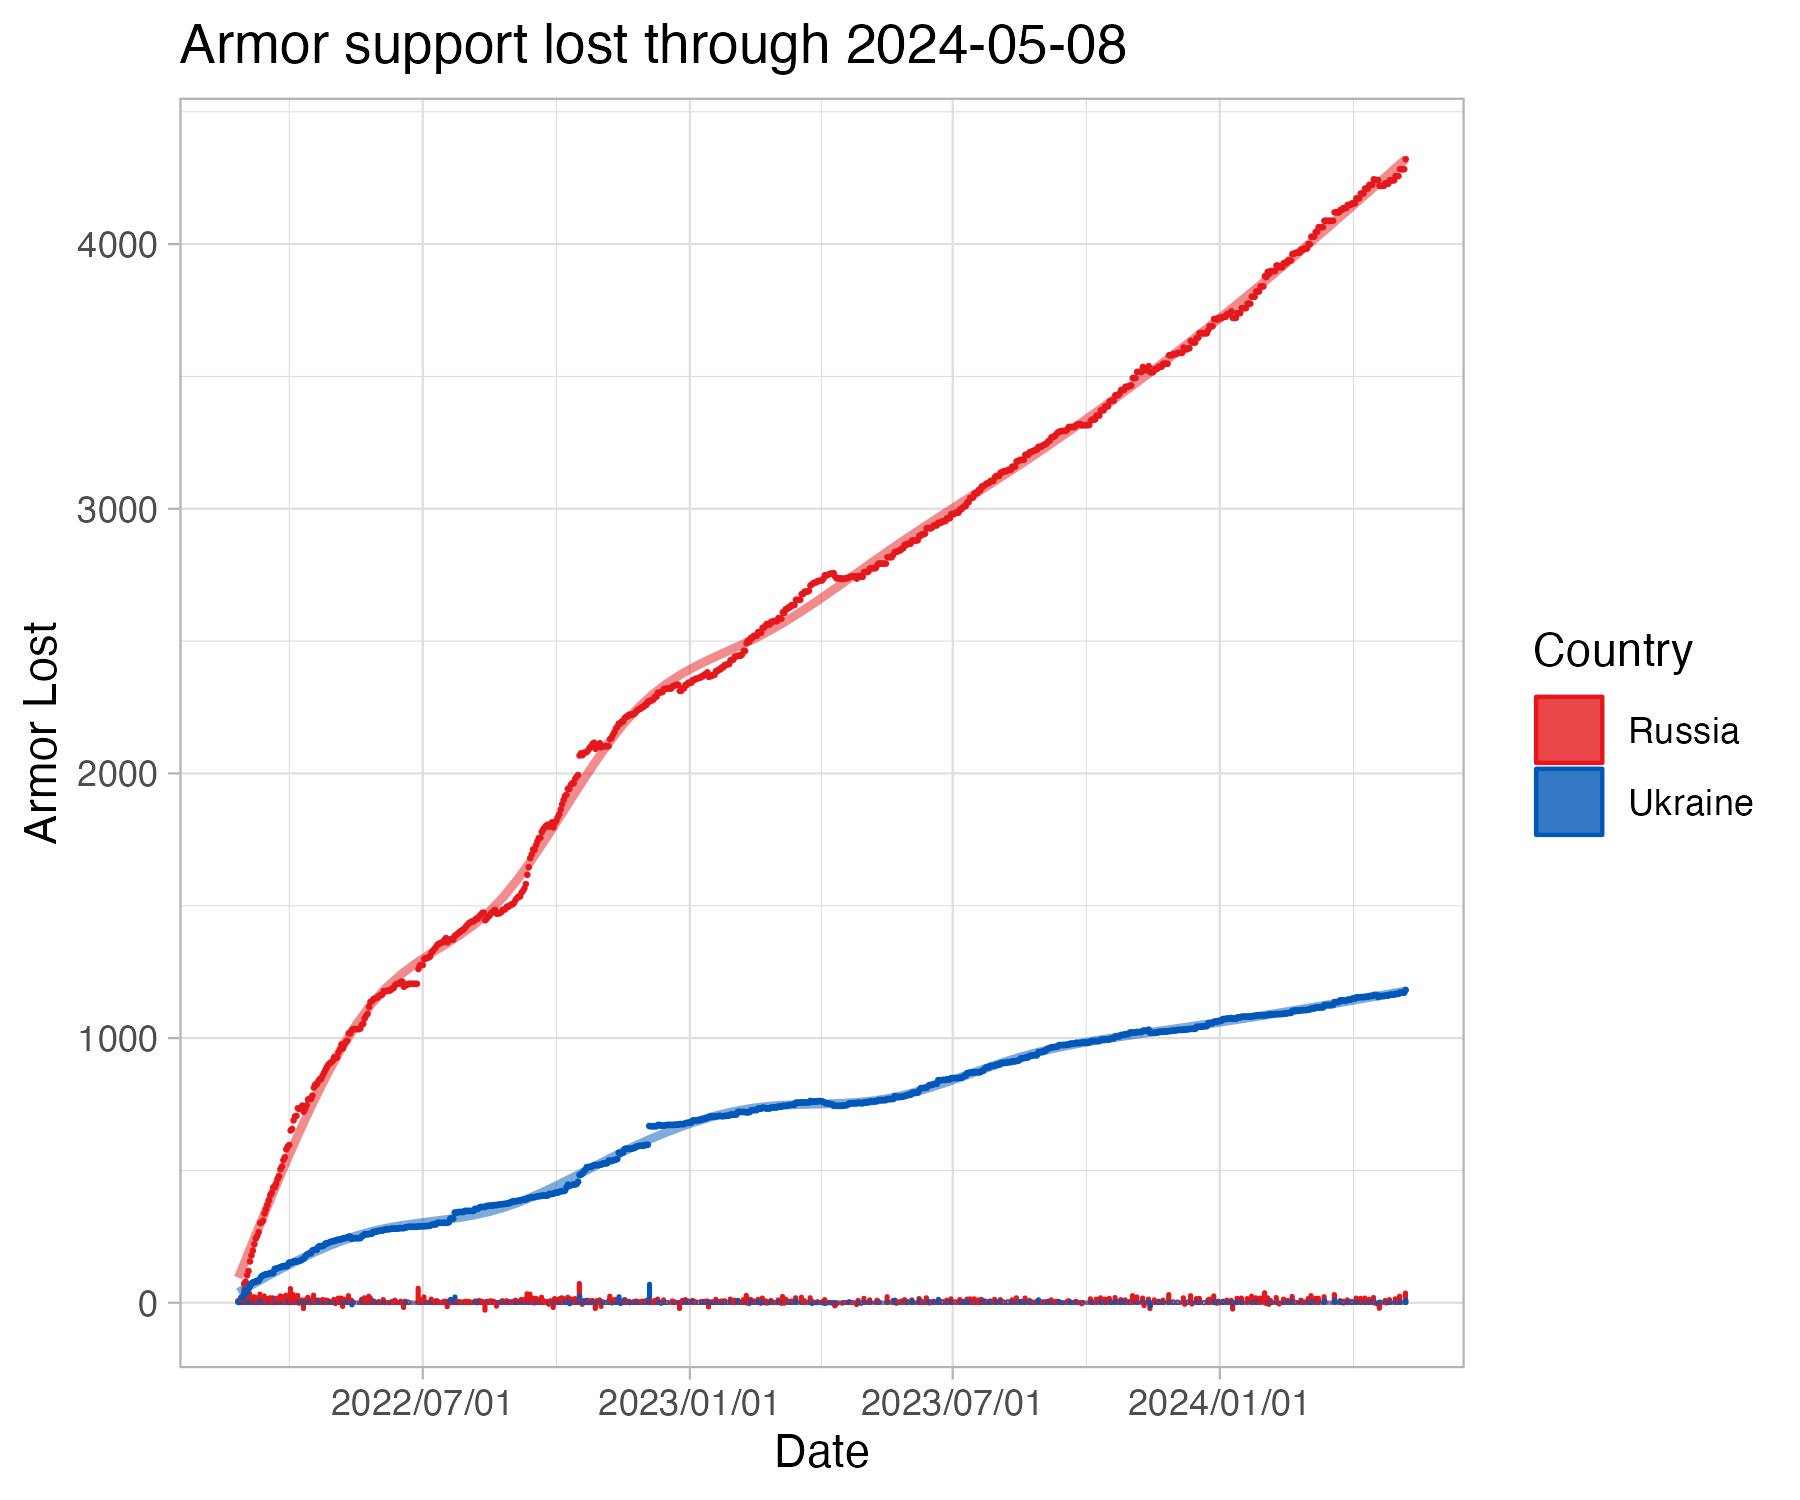 Armor support lost through 2024-05-08
Armor Lost
4000
3000
2000
1000
0
2022/07/01
2023/01/01
2023/07/01
2024/01/01
Date
Country
Russia
Ukraine